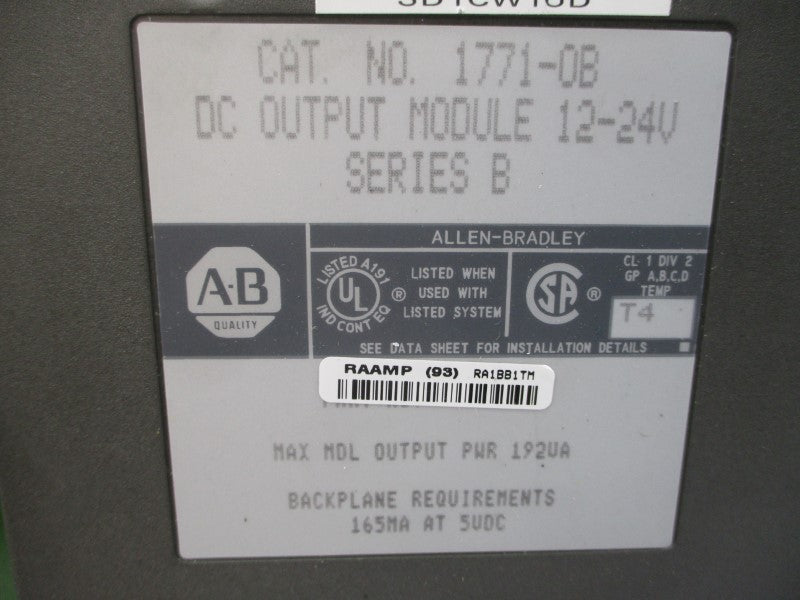 CAT. NO. 1771-OB
DC OUTPUT MODULE 12-24V
SERIES B
ALLEN-BRADLEY
A·B
QUALITY
LISTED A191
UL ®
IND CONT EQ
LISTED WHEN
USED WITH
LISTED SYSTEM
SA ®
CL 1 DIV 2
GP A,B,C,D
TEMP
T4
SEE DATA SHEET FOR INSTALLATION DETAILS
RAAMP (93) RA1BB1TM
MAX MDL OUTPUT PWR 192VA
BACKPLANE REQUIREMENTS
165MA AT 5VDC